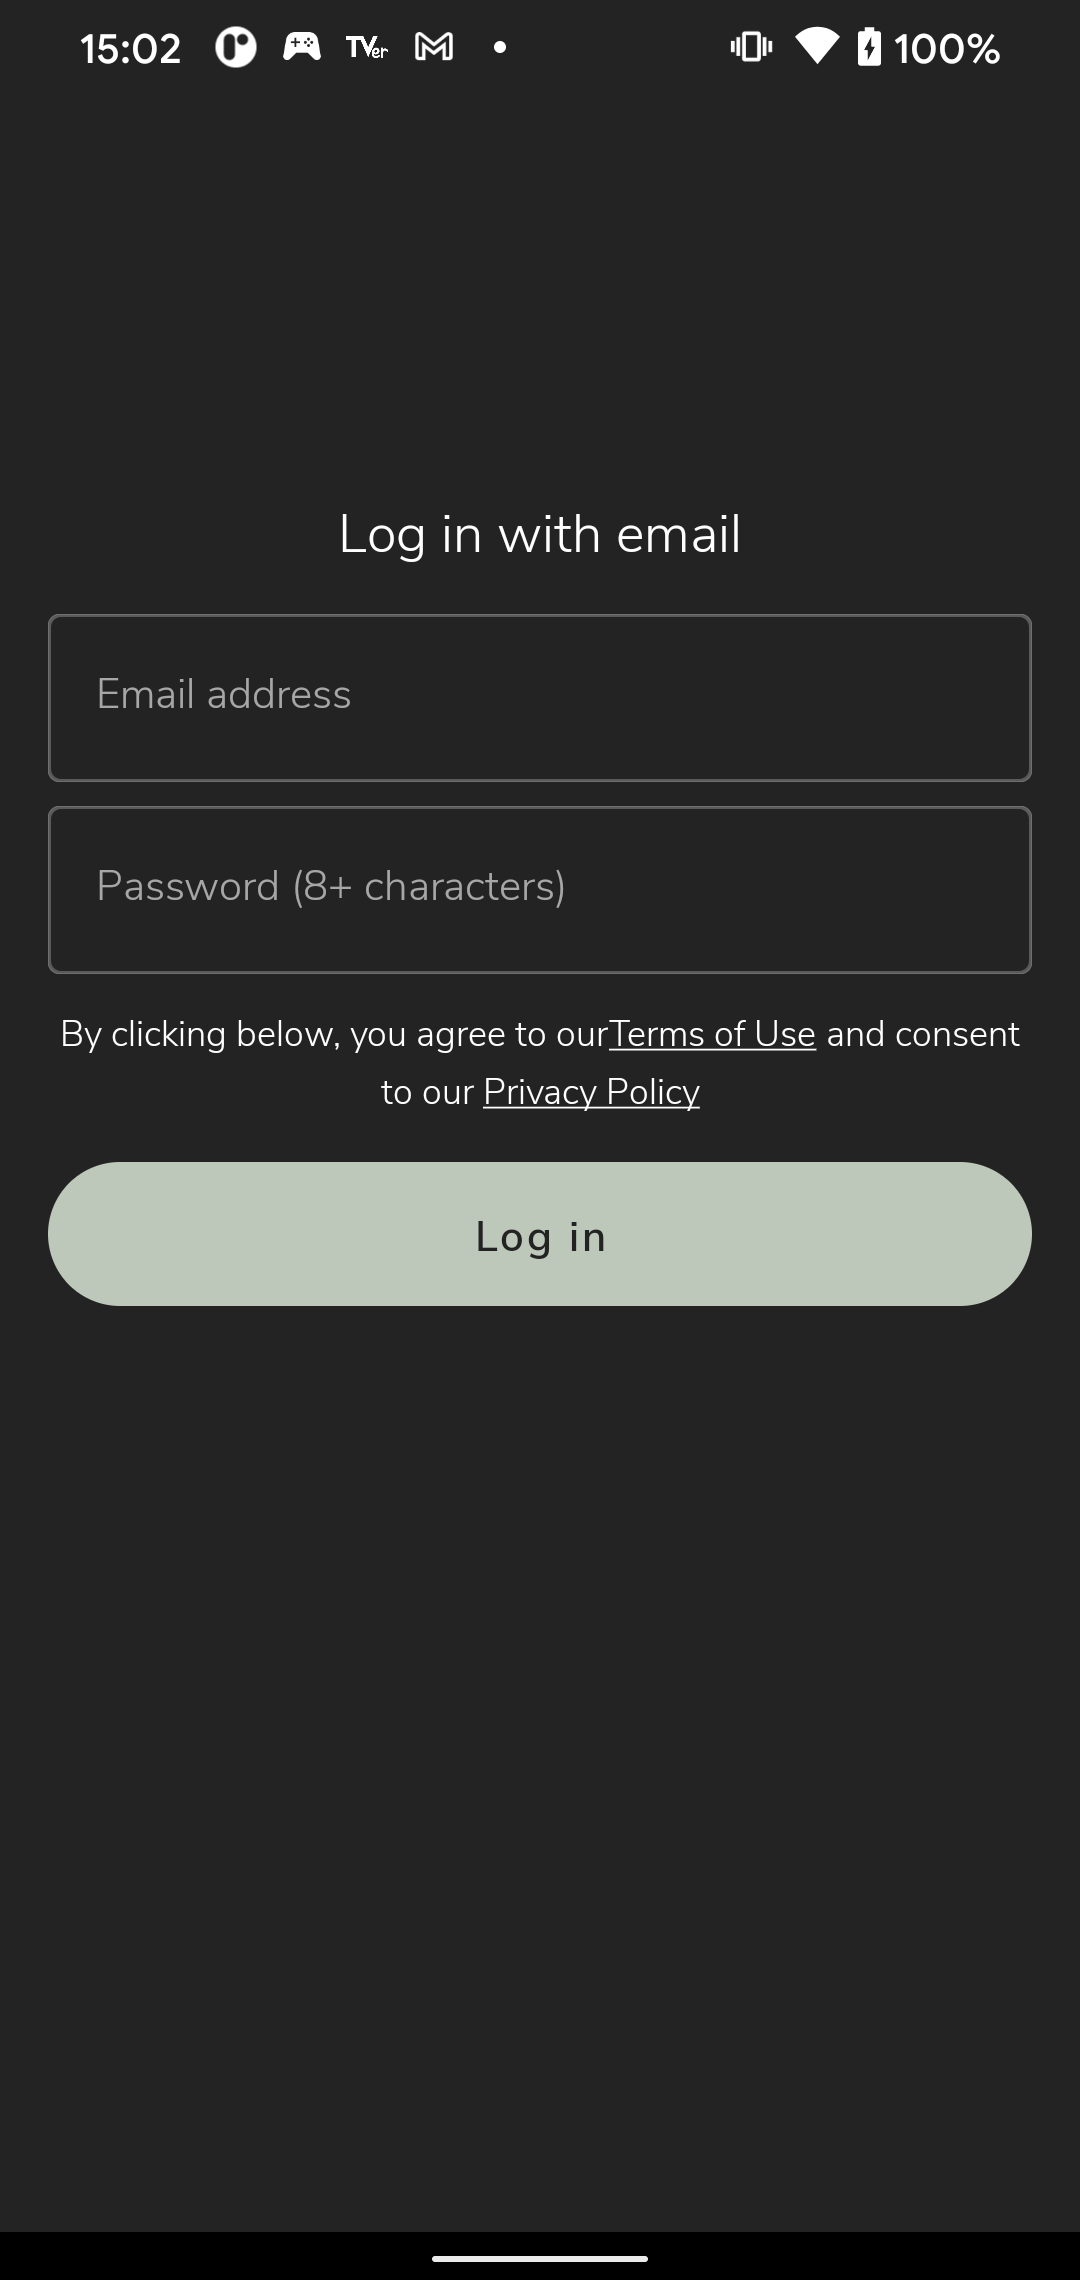 15:02 TVer 100%
Log in with email
Email address
Password (8+ characters)
By clicking below, you agree to ourTerms of Use and consent
to our Privacy Policy
Log in